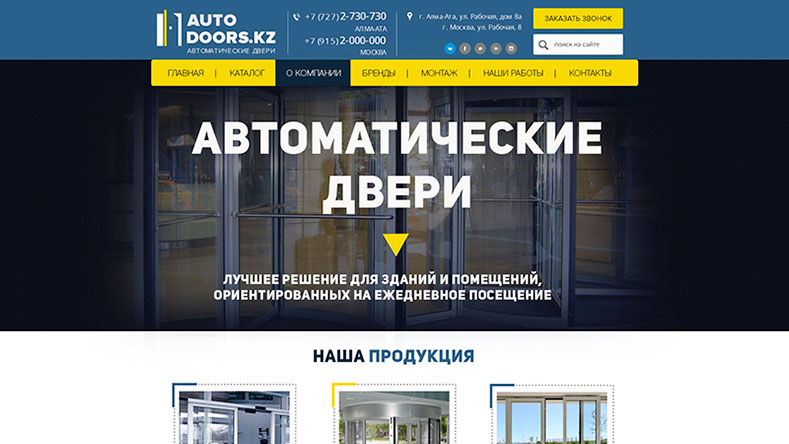 AUTO
DOORS.KZ
АВТОМАТИЧЕСКИЕ ДВЕРИ
+7 (727) 2-730-730
АЛМА-АТА
+7 (915) 2-000-000
МОСКВА
г. Алма-Ата, ул. Рабочая, дом 8а
г. Москва, ул. Рабочая, 8
ЗАКАЗАТЬ ЗВОНОК
поиск на сайте
ГЛАВНАЯ | КАТАЛОГ О КОМПАНИИ БРЕНДЫ | МОНТАЖ | НАШИ РАБОТЫ | КОНТАКТЫ
АВТОМАТИЧЕСКИЕ
ДВЕРИ
ЛУЧШЕЕ РЕШЕНИЕ ДЛЯ ЗДАНИЙ И ПОМЕЩЕНИЙ,
ОРИЕНТИРОВАННЫХ НА ЕЖЕДНЕВНОЕ ПОСЕЩЕНИЕ
НАША ПРОДУКЦИЯ